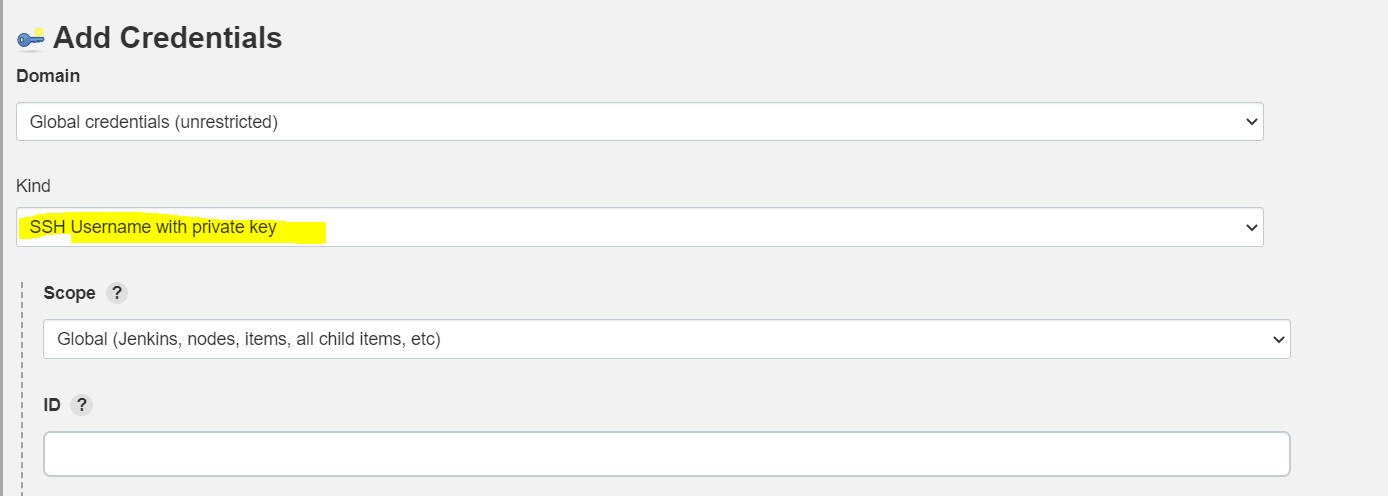 Add Credentials
Domain
Global credentials (unrestricted)
Kind
SSH Username with private key
Scope ?
Global (Jenkins, nodes, items, all child items, etc)
ID ?